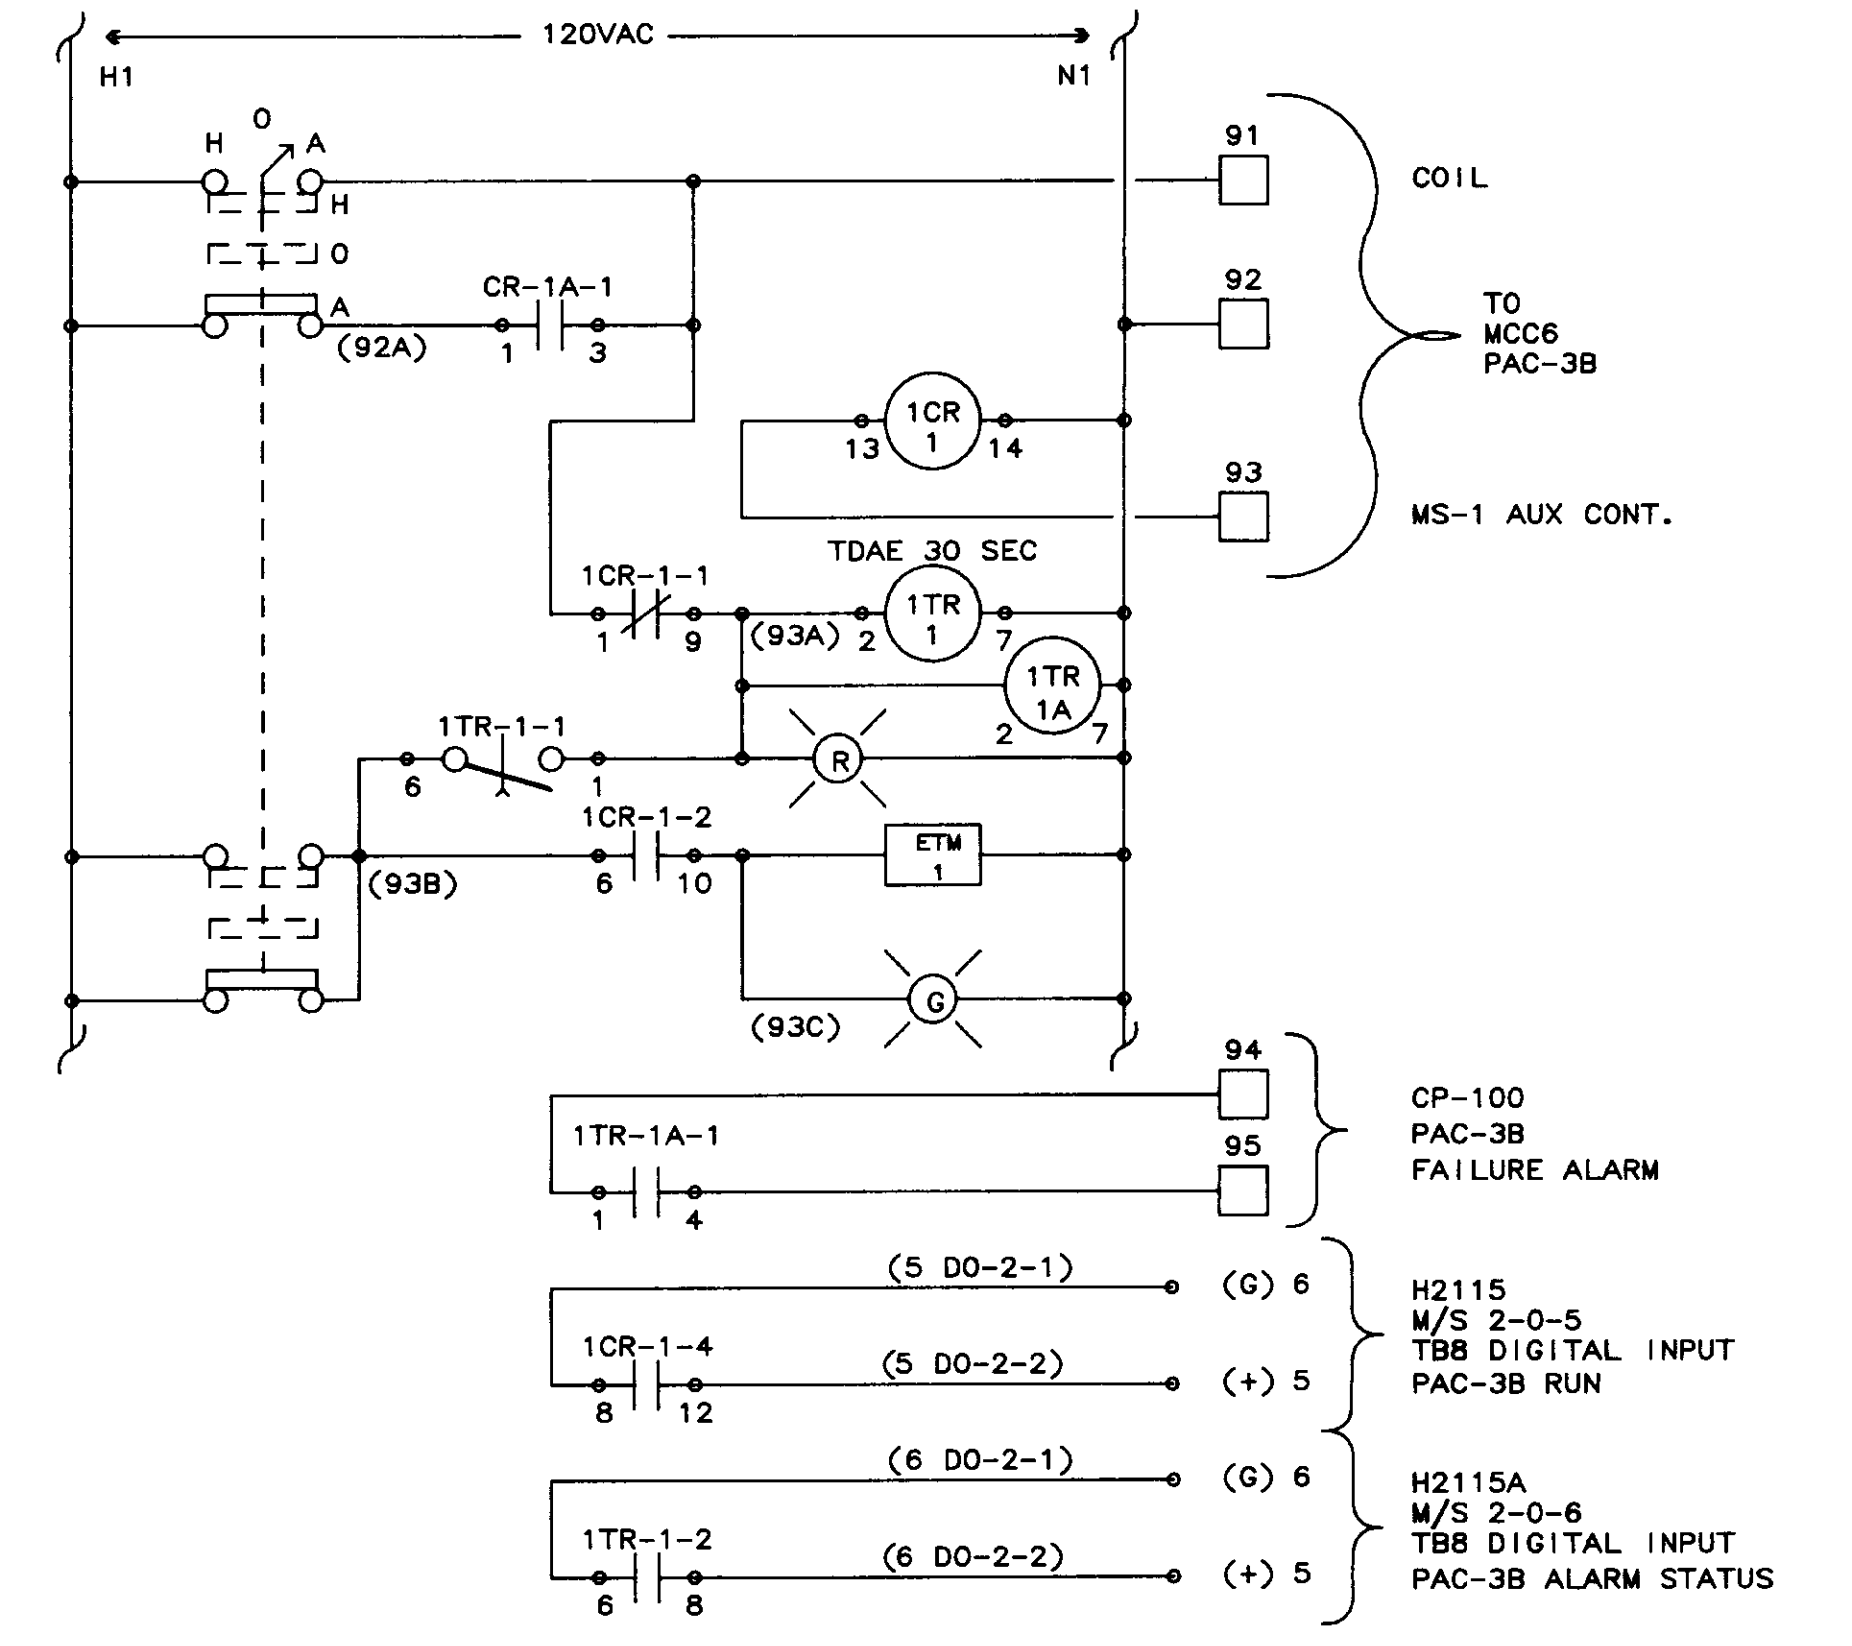 120VAC
H1
N1
O
H A
H
O
A
CR-1A-1
(92A)
1 3
91
COIL
92
TO
MCC6
PAC-3B
1CR
1
13 14
93
MS-1 AUX CONT.
TDAE 30 SEC
1CR-1-1
1TR
1
1 9
(93A)
2 7
1TR
1A
2 7
1TR-1-1
6 1
R
1CR-1-2
(93B)
6 10
ETM
1
G
(93C)
94
CP-100
PAC-3B
FAILURE ALARM
1TR-1A-1
95
1 4
(5 DO-2-1)
(G) 6
H2115
M/S 2-0-5
TB8 DIGITAL INPUT
PAC-3B RUN
1CR-1-4
(5 DO-2-2)
(+) 5
8 12
(6 DO-2-1)
(G) 6
H2115A
M/S 2-0-6
TB8 DIGITAL INPUT
PAC-3B ALARM STATUS
1TR-1-2
(6 DO-2-2)
(+) 5
6 8